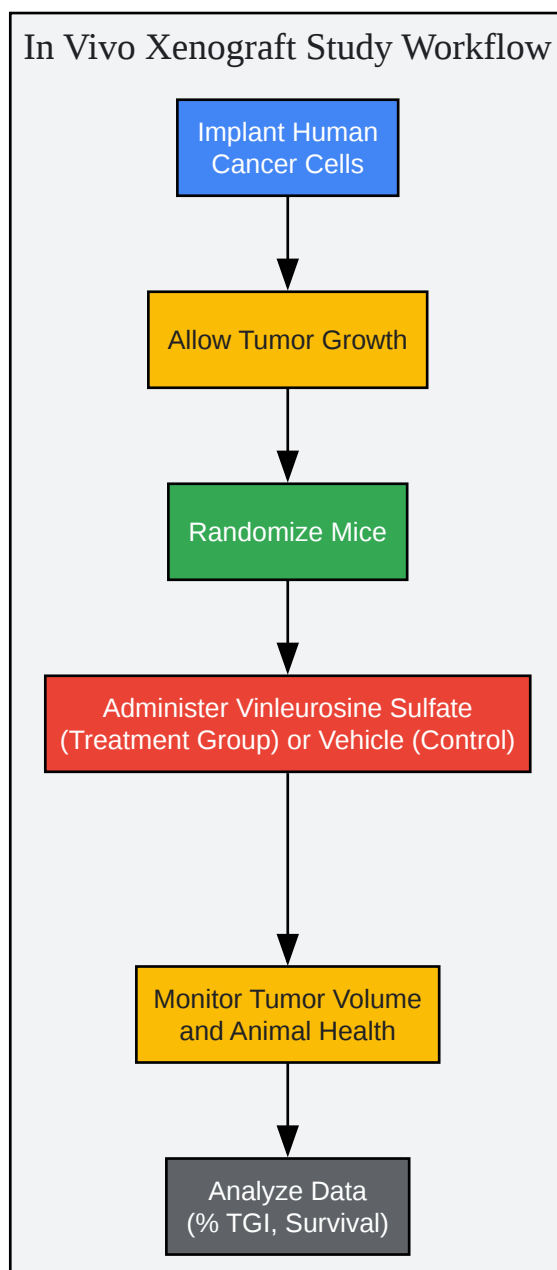 In Vivo Xenograft Study Workflow
Implant Human
Cancer Cells
Allow Tumor Growth
Randomize Mice
Administer Vinleurosine Sulfate
(Treatment Group) or Vehicle (Control)
Monitor Tumor Volume
and Animal Health
Analyze Data
(% TGI, Survival)